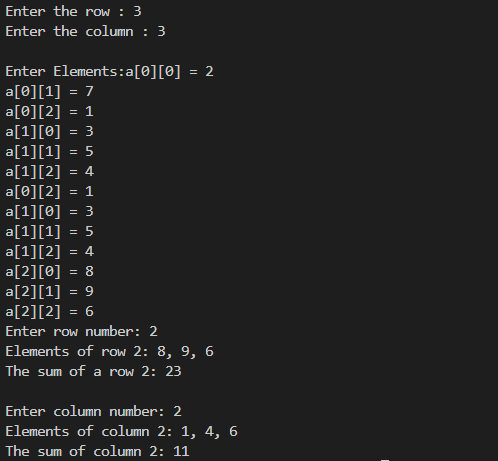 Enter the row : 3
Enter the column : 3
Enter Elements:a[0][0] = 2
a[0][1] = 7
a[0][2] = 1
a[1][0] = 3
a[1][1] = 5
a[1][2] = 4
a[0][2] = 1
a[1][0] = 3
a[1][1] = 5
a[1][2] = 4
a[2][0] = 8
a[2][1] = 9
a[2][2] = 6
Enter row number: 2
Elements of row 2: 8, 9, 6
The sum of a row 2: 23
Enter column number: 2
Elements of column 2: 1, 4, 6
The sum of column 2: 11